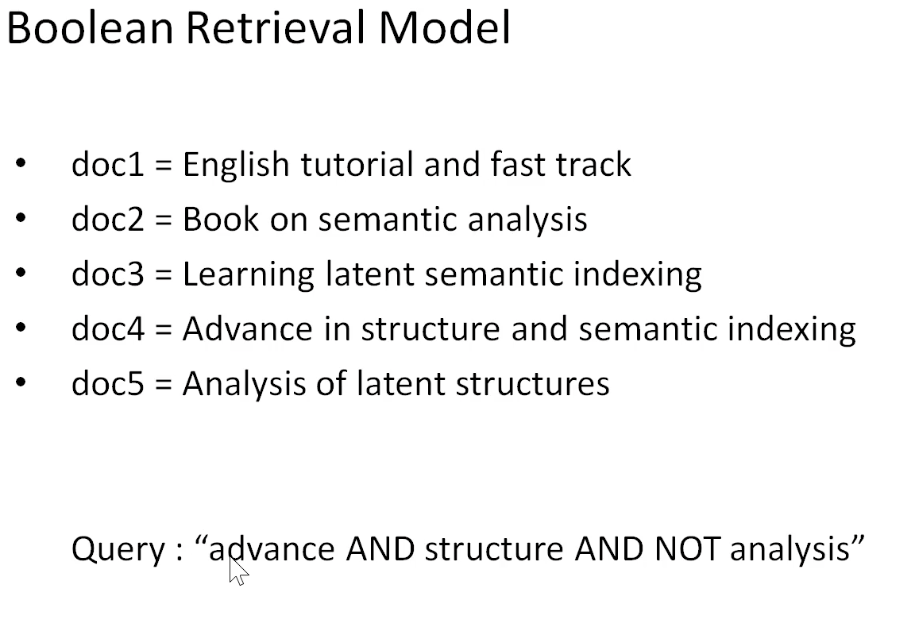 Boolean Retrieval Model
• doc1 = English tutorial and fast track
• doc2 = Book on semantic analysis
• doc3 = Learning latent semantic indexing
• doc4 = Advance in structure and semantic indexing
• doc5 = Analysis of latent structures
Query : “advance AND structure AND NOT analysis”